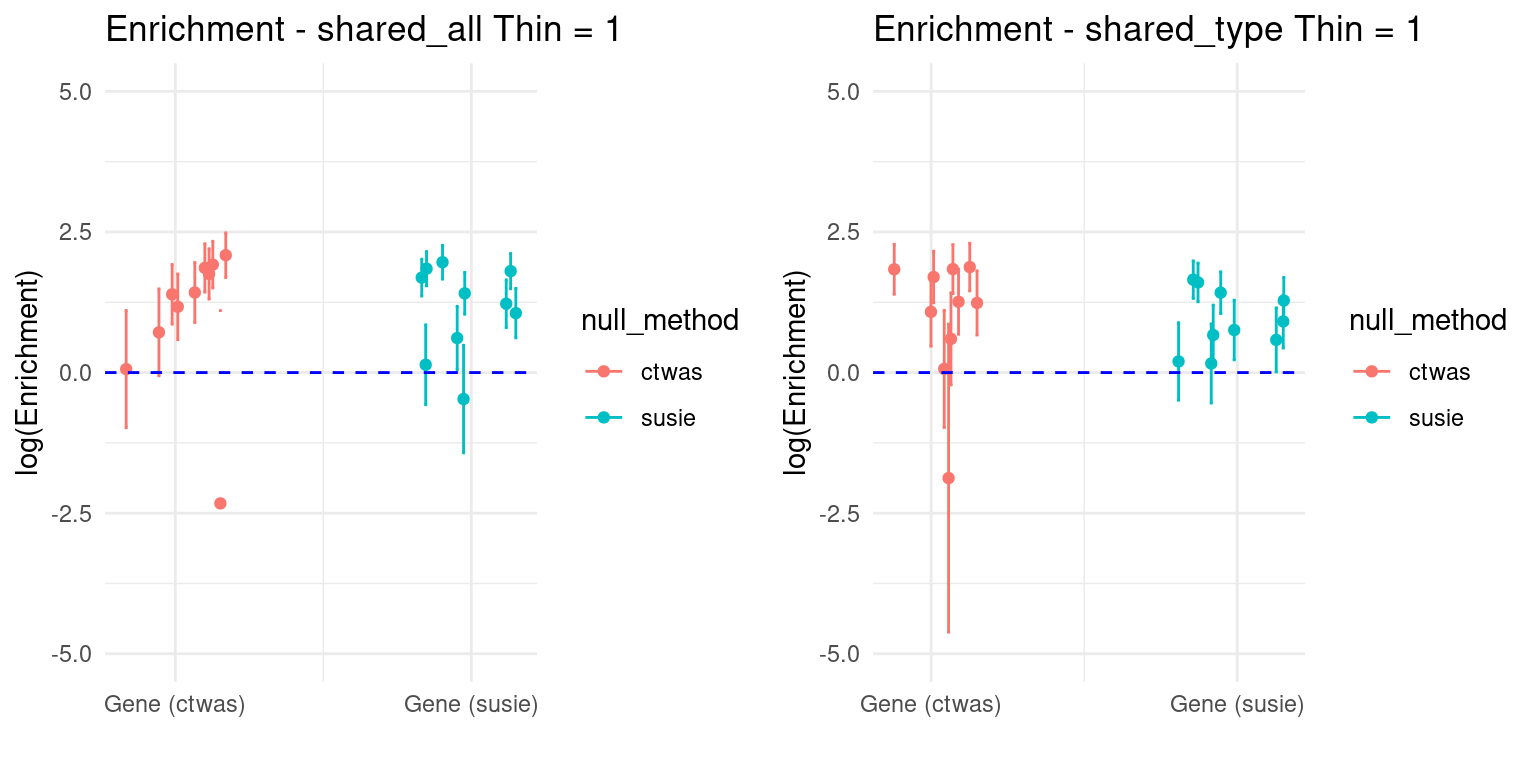 Enrichment - shared_all Thin = 1
log(Enrichment)
5.0
2.5
0.0
-2.5
-5.0
Gene (ctwas)
Gene (susie)
null_method
ctwas
susie
Enrichment - shared_type Thin = 1
log(Enrichment)
5.0
2.5
0.0
-2.5
-5.0
Gene (ctwas)
Gene (susie)
null_method
ctwas
susie